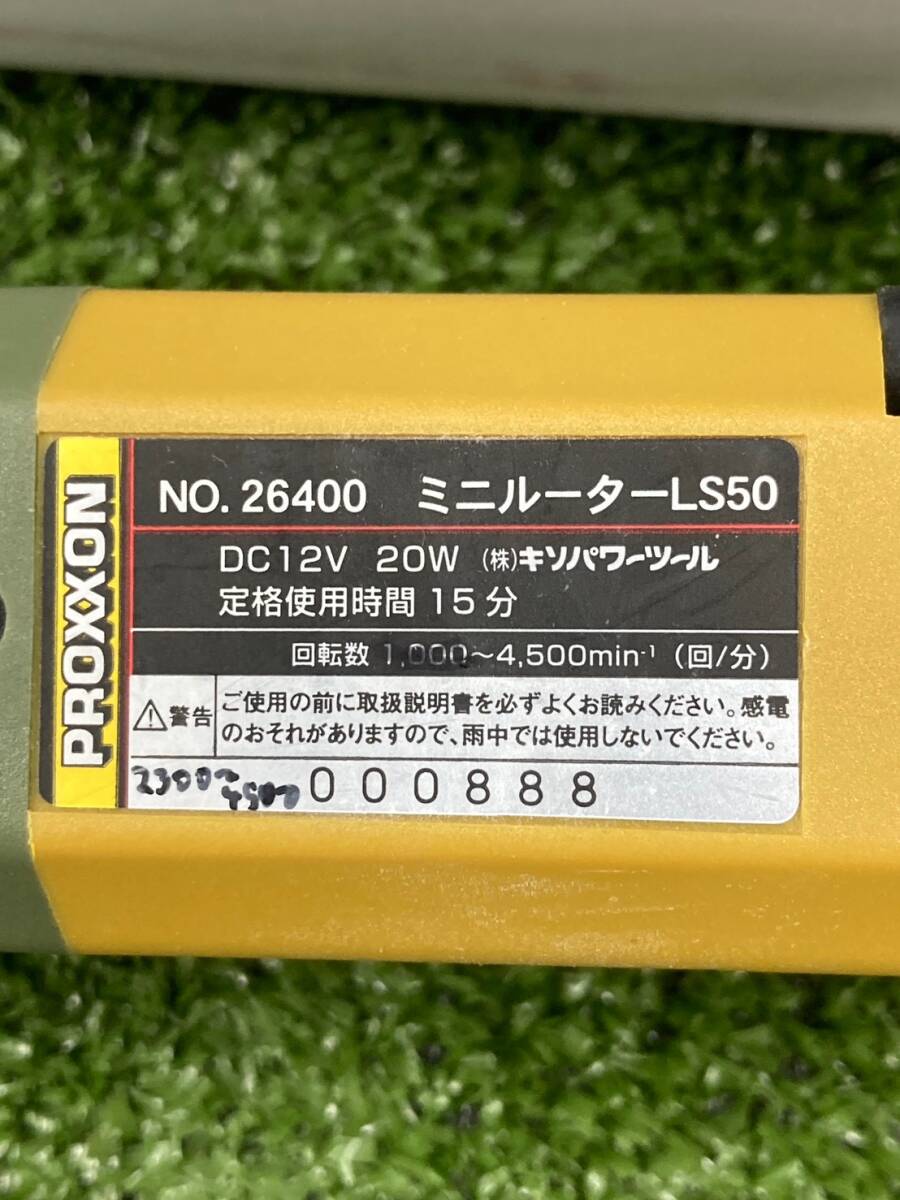 PROXXON
NO. 26400 ミニルーターLS50
DC12V 20W (株)キソパワーツール
定格使用時間 15分
回転数 1,000～4,500min-1 (回/分)
警告
ご使用の前に取扱説明書を必ずよくお読みください。感電
のおそれがありますので、雨中では使用しないでください。
2300～
4500
000888